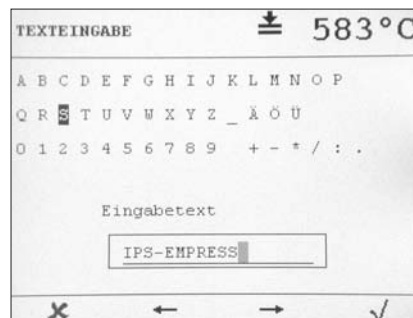 TEXTEINGABE 583°C
A B C D E F G H I J K L M N O P
Q R S T U V W X Y Z _ Ä Ö Ü
0 1 2 3 4 5 6 7 8 9 + - * / : .
Eingabetext
IPS-EMPRESS